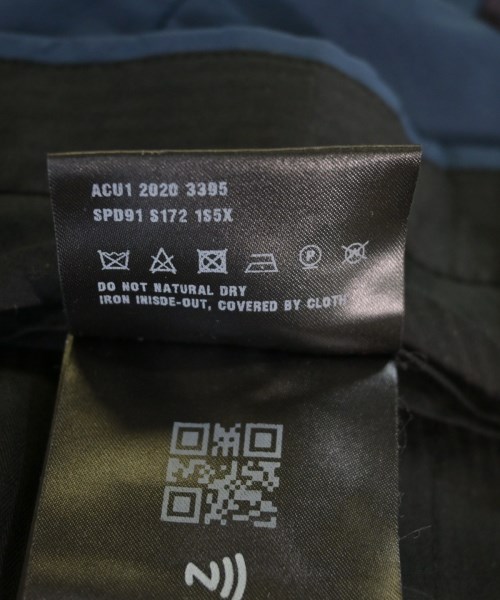 ACU1 2020 3395
SPD91 S172 1S5X
P
DO NOT NATURAL DRY
IRON INISDE-OUT, COVERED BY CLOTH
N